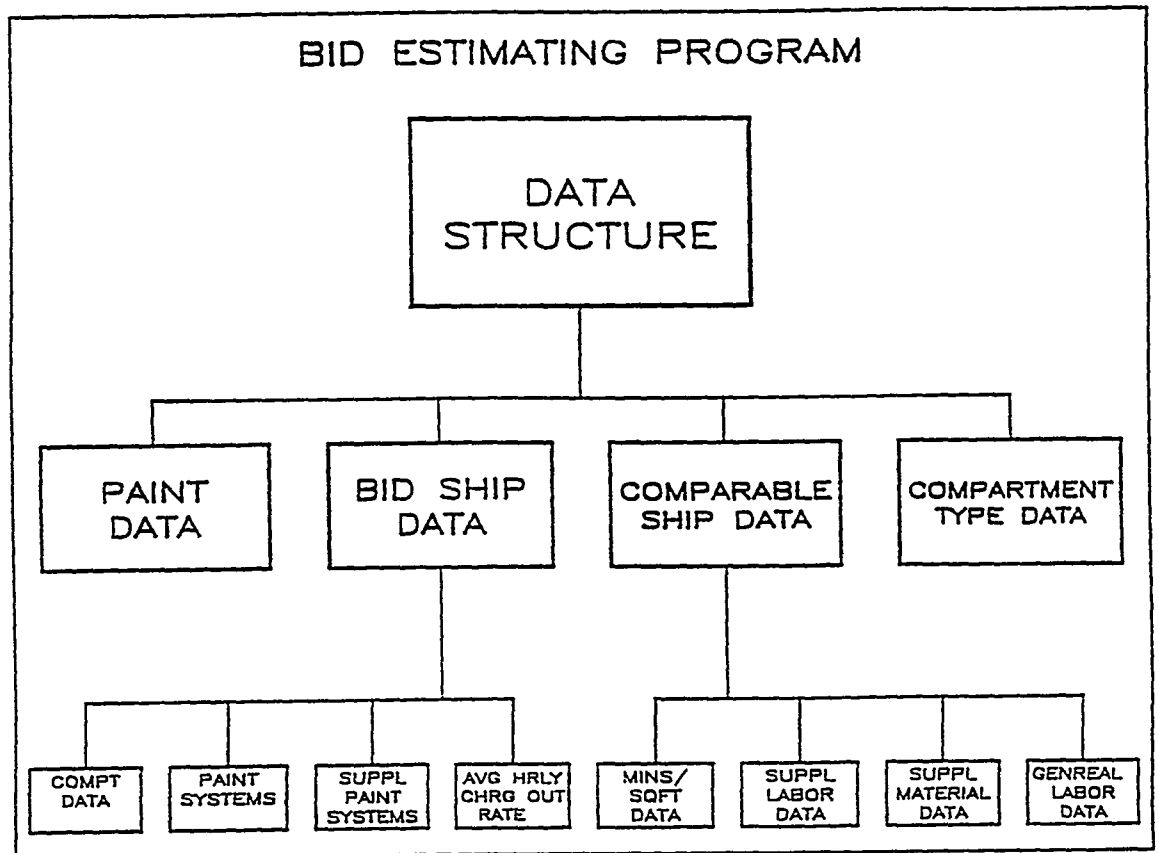 BID ESTIMATING PROGRAM
DATA
STRUCTURE
PAINT
DATA
BID SHIP
DATA
COMPARABLE
SHIP DATA
COMPARTMENT
TYPE DATA
COMPT
DATA
PAINT
SYSTEMS
SUPPL
PAINT
SYSTEMS
AVG HRLY
CHRG OUT
RATE
MINS/
SQFT
DATA
SUPPL
LABOR
DATA
SUPPL
MATERIAL
DATA
GENREAL
LABOR
DATA